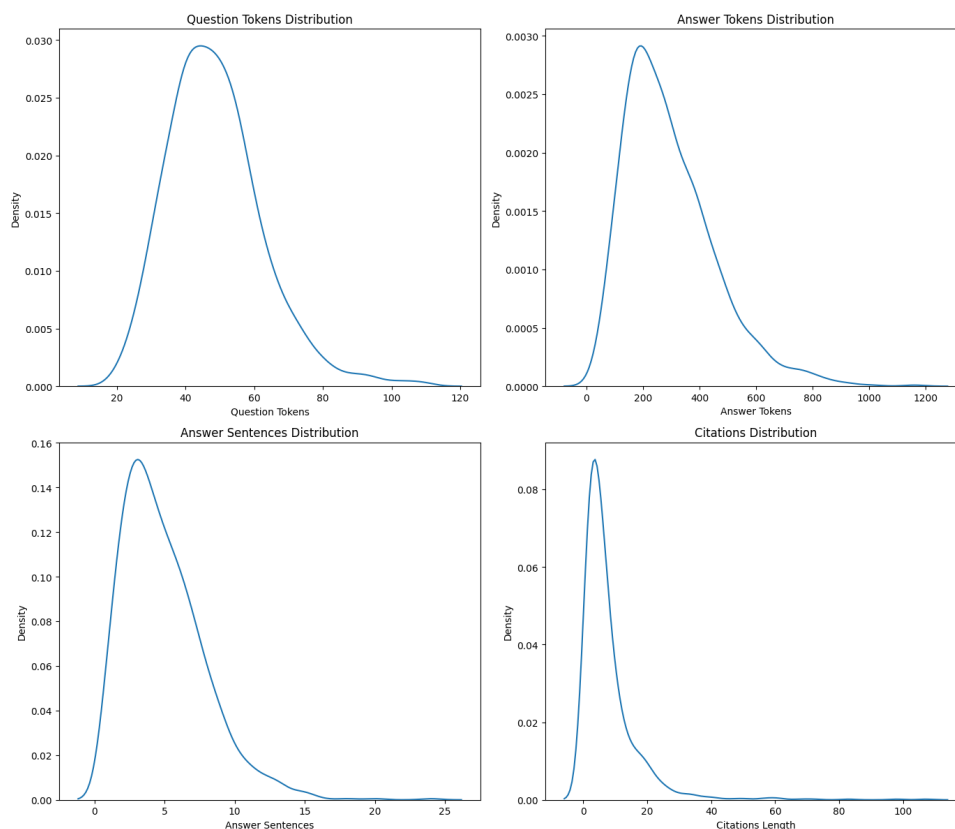 Question Tokens Distribution
0.030
0.025
0.020
0.015
0.010
0.005
0.000
Density
20 40 60 80 100 120
Question Tokens
Answer Tokens Distribution
0.0030
0.0025
0.0020
0.0015
0.0010
0.0005
0.0000
Density
0 200 400 600 800 1000 1200
Answer Tokens
Answer Sentences Distribution
0.16
0.14
0.12
0.10
0.08
0.06
0.04
0.02
0.00
Density
0 5 10 15 20 25
Answer Sentences
Citations Distribution
0.08
0.06
0.04
0.02
0.00
Density
0 20 40 60 80 100
Citations Length